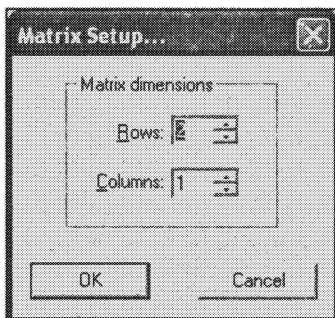 Matrix Setup...
Matrix dimensions
Rows:
Columns: 1
OK
Cancel